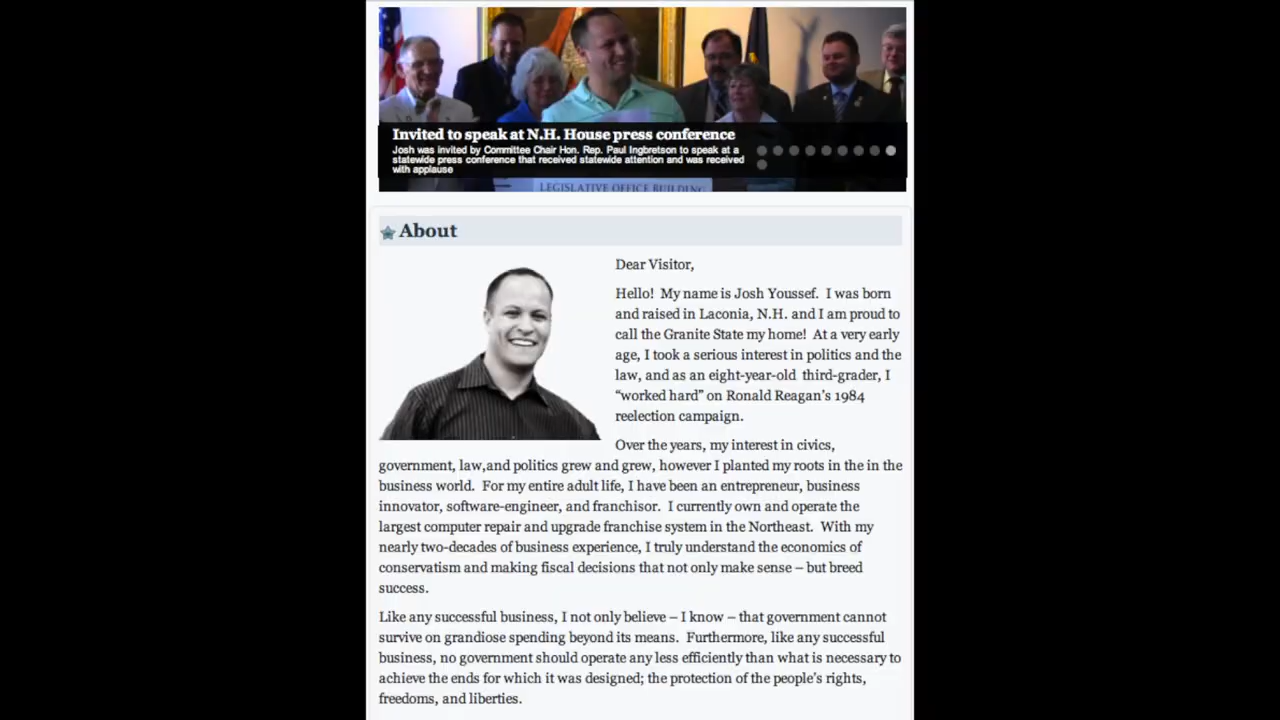 Invited to speak at N.H. House press conference
Josh was invited by Committee Chair Hon. Rep. Paul Ingbretson to speak at a
statewide press conference that received statewide attention and was received
with applause
LEGISLATIVE OFFICE BUILDING
About
Dear Visitor,
Hello!  My name is Josh Youssef.  I was born
and raised in Laconia, N.H. and I am proud to
call the Granite State my home!  At a very early
age, I took a serious interest in politics and the
law, and as an eight-year-old  third-grader, I
“worked hard” on Ronald Reagan’s 1984
reelection campaign.
Over the years, my interest in civics,
government, law,and politics grew and grew, however I planted my roots in the in the
business world.  For my entire adult life, I have been an entrepreneur, business
innovator, software-engineer, and franchisor.  I currently own and operate the
largest computer repair and upgrade franchise system in the Northeast.  With my
nearly two-decades of business experience, I truly understand the economics of
conservatism and making fiscal decisions that not only make sense – but breed
success.
Like any successful business, I not only believe – I know – that government cannot
survive on grandiose spending beyond its means.  Furthermore, like any successful
business, no government should operate any less efficiently than what is necessary to
achieve the ends for which it was designed; the protection of the people’s rights,
freedoms, and liberties.